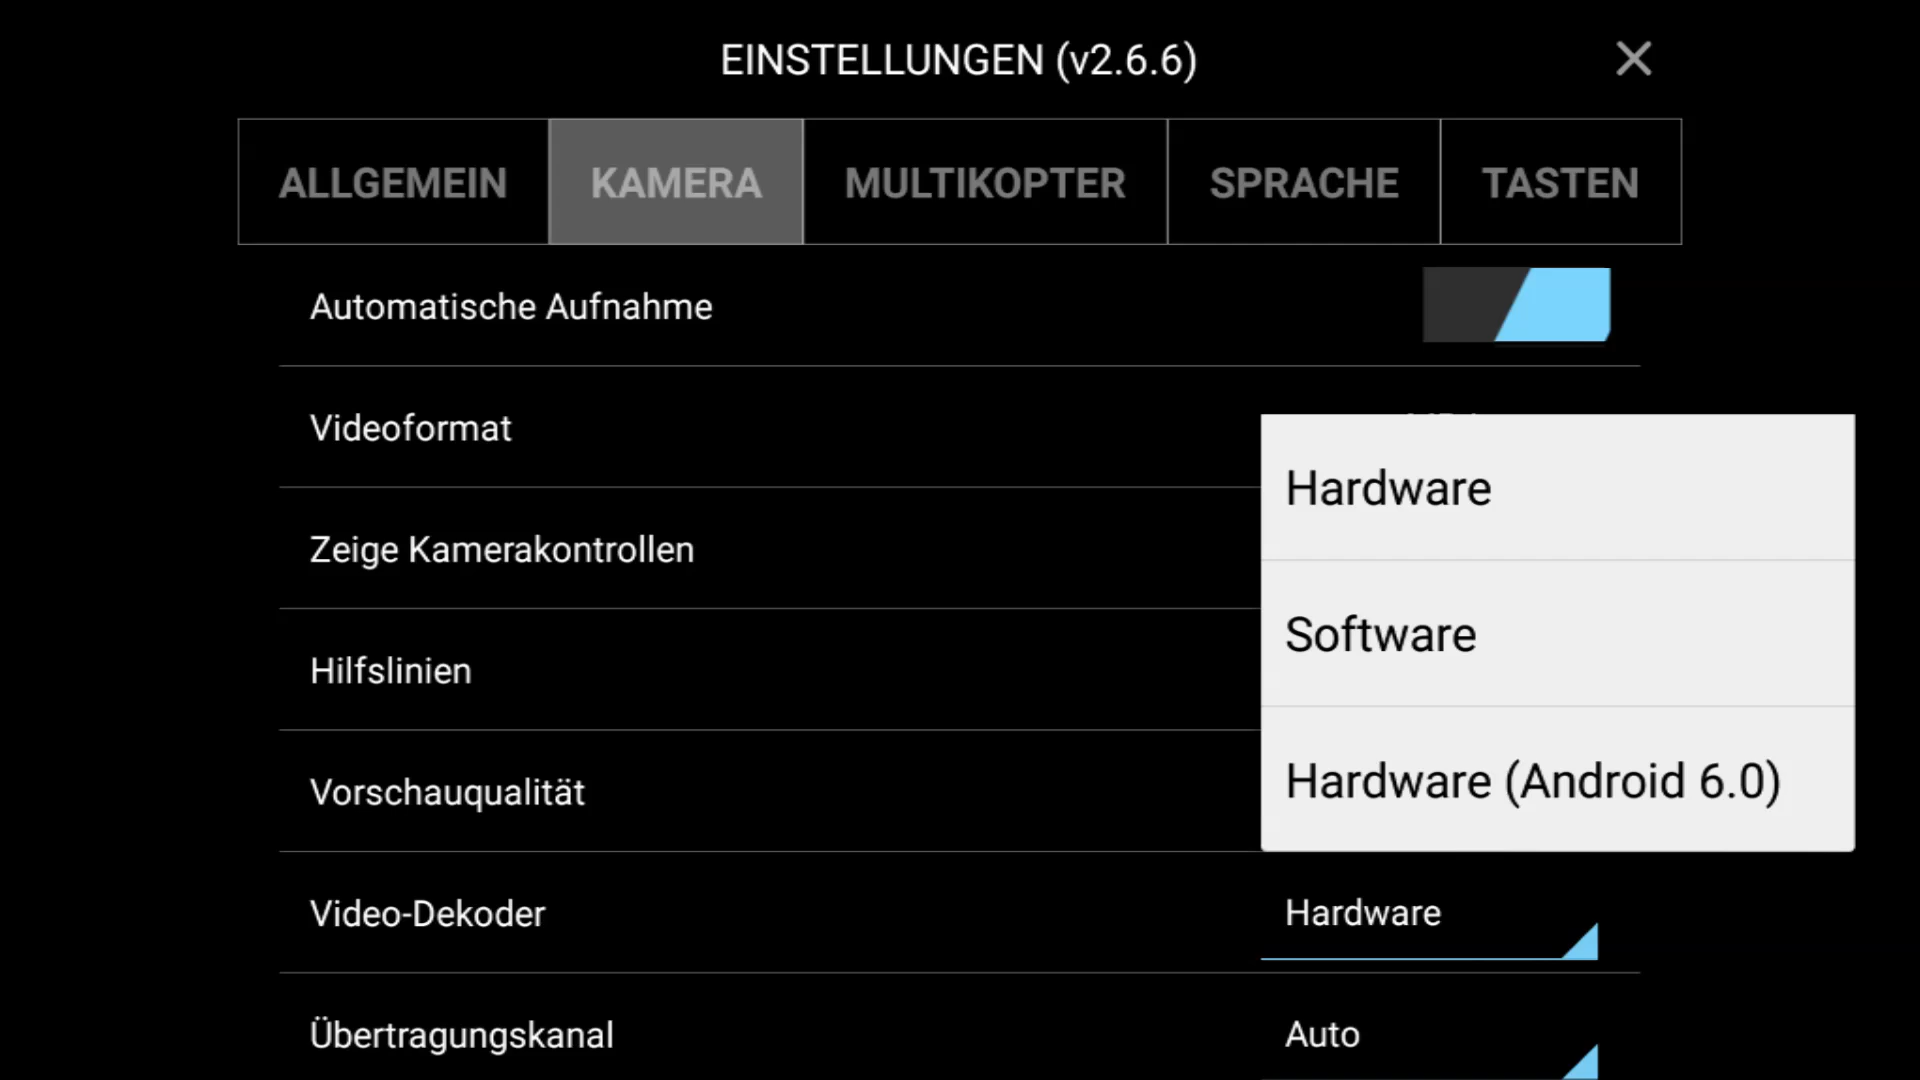 EINSTELLUNGEN (v2.6.6)
ALLGEMEIN KAMERA MULTIKOPTER SPRACHE TASTEN
Automatische Aufnahme
Videoformat
Hardware
Zeige Kamerakontrollen
Software
Hilfslinien
Hardware (Android 6.0)
Vorschauqualität
Video-Dekoder Hardware
Übertragungskanal Auto